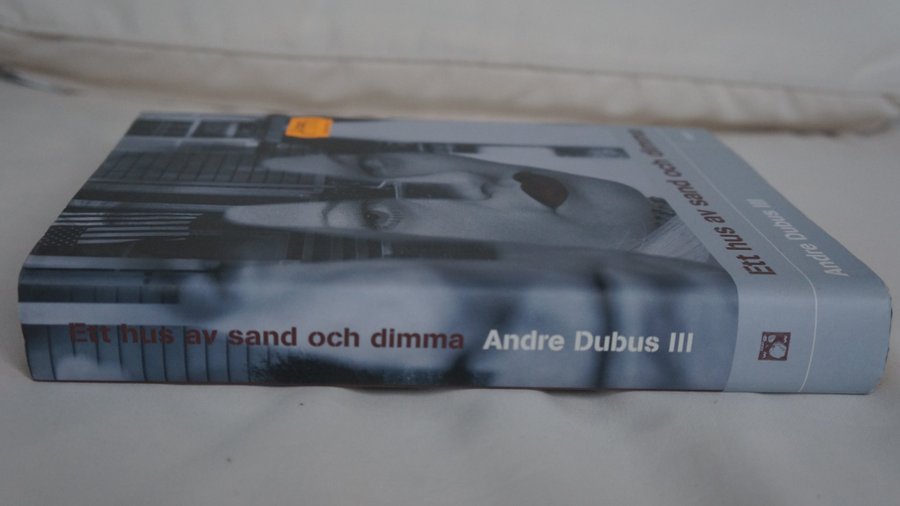 Ett hus av sand och dimma Andre Dubus III
Ett hus av sand och dimma
Andre Dubus III